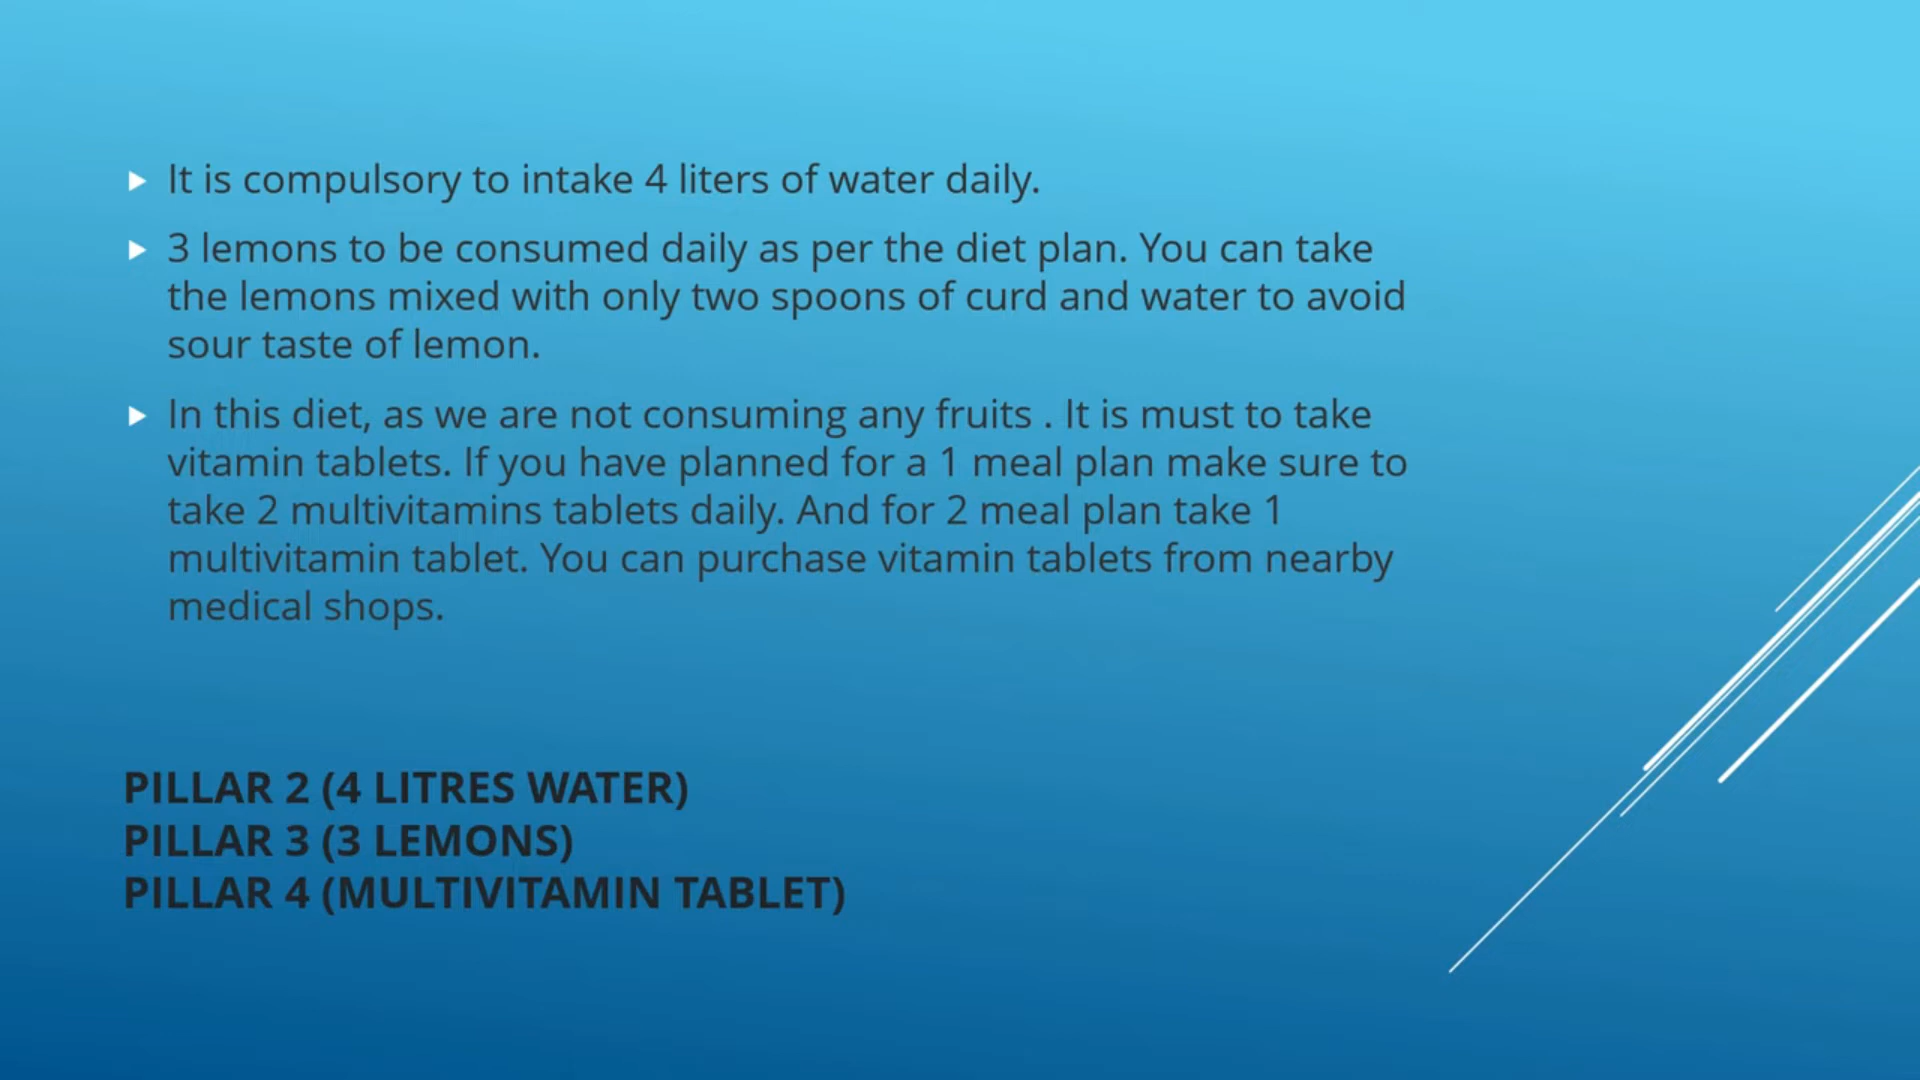 It is compulsory to intake 4 liters of water daily.
3 lemons to be consumed daily as per the diet plan. You can take
the lemons mixed with only two spoons of curd and water to avoid
sour taste of lemon.
In this diet, as we are not consuming any fruits . It is must to take
vitamin tablets. If you have planned for a 1 meal plan make sure to
take 2 multivitamins tablets daily. And for 2 meal plan take 1
multivitamin tablet. You can purchase vitamin tablets from nearby
medical shops.
PILLAR 2 (4 LITRES WATER)
PILLAR 3 (3 LEMONS)
PILLAR 4 (MULTIVITAMIN TABLET)